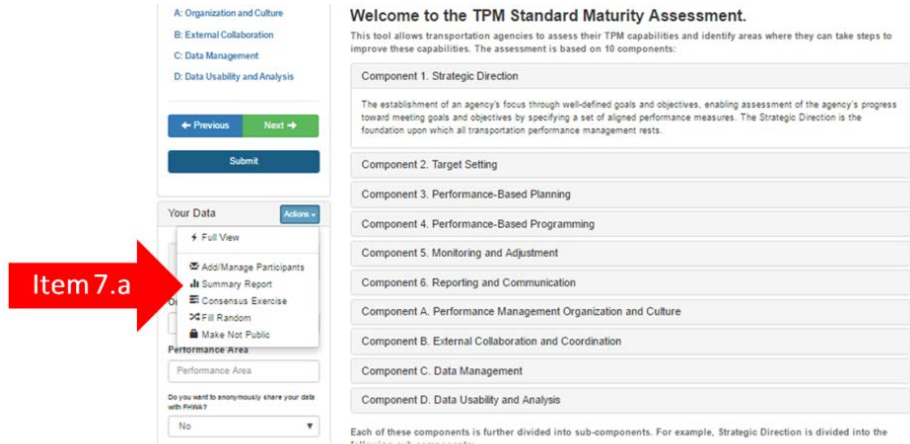 A: Organization and Culture
B: External Collaboration
C: Data Management
D: Data Usability and Analysis
← Previous
Next →
Submit
Your Data
Actions
Full View
Add/Manage Participants
Summary Report
Consensus Exercise
Fill Random
Make Not Public
Item 7.a
Performance Area
Performance Area
Do you want to anonymously share your data
with FHWA?
No
Welcome to the TPM Standard Maturity Assessment.
This tool allows transportation agencies to assess their TPM capabilities and identify areas where they can take steps to
improve these capabilities. The assessment is based on 10 components:
Component 1. Strategic Direction
The establishment of an agency's focus through well-defined goals and objectives, enabling assessment of the agency's progress
toward meeting goals and objectives by specifying a set of aligned performance measures. The Strategic Direction is the
foundation upon which all transportation performance management rests.
Component 2. Target Setting
Component 3. Performance-Based Planning
Component 4. Performance-Based Programming
Component 5. Monitoring and Adjustment
Component 6. Reporting and Communication
Component A. Performance Management Organization and Culture
Component B. External Collaboration and Coordination
Component C. Data Management
Component D. Data Usability and Analysis
Each of these components is further divided into sub-components. For example, Strategic Direction is divided into the